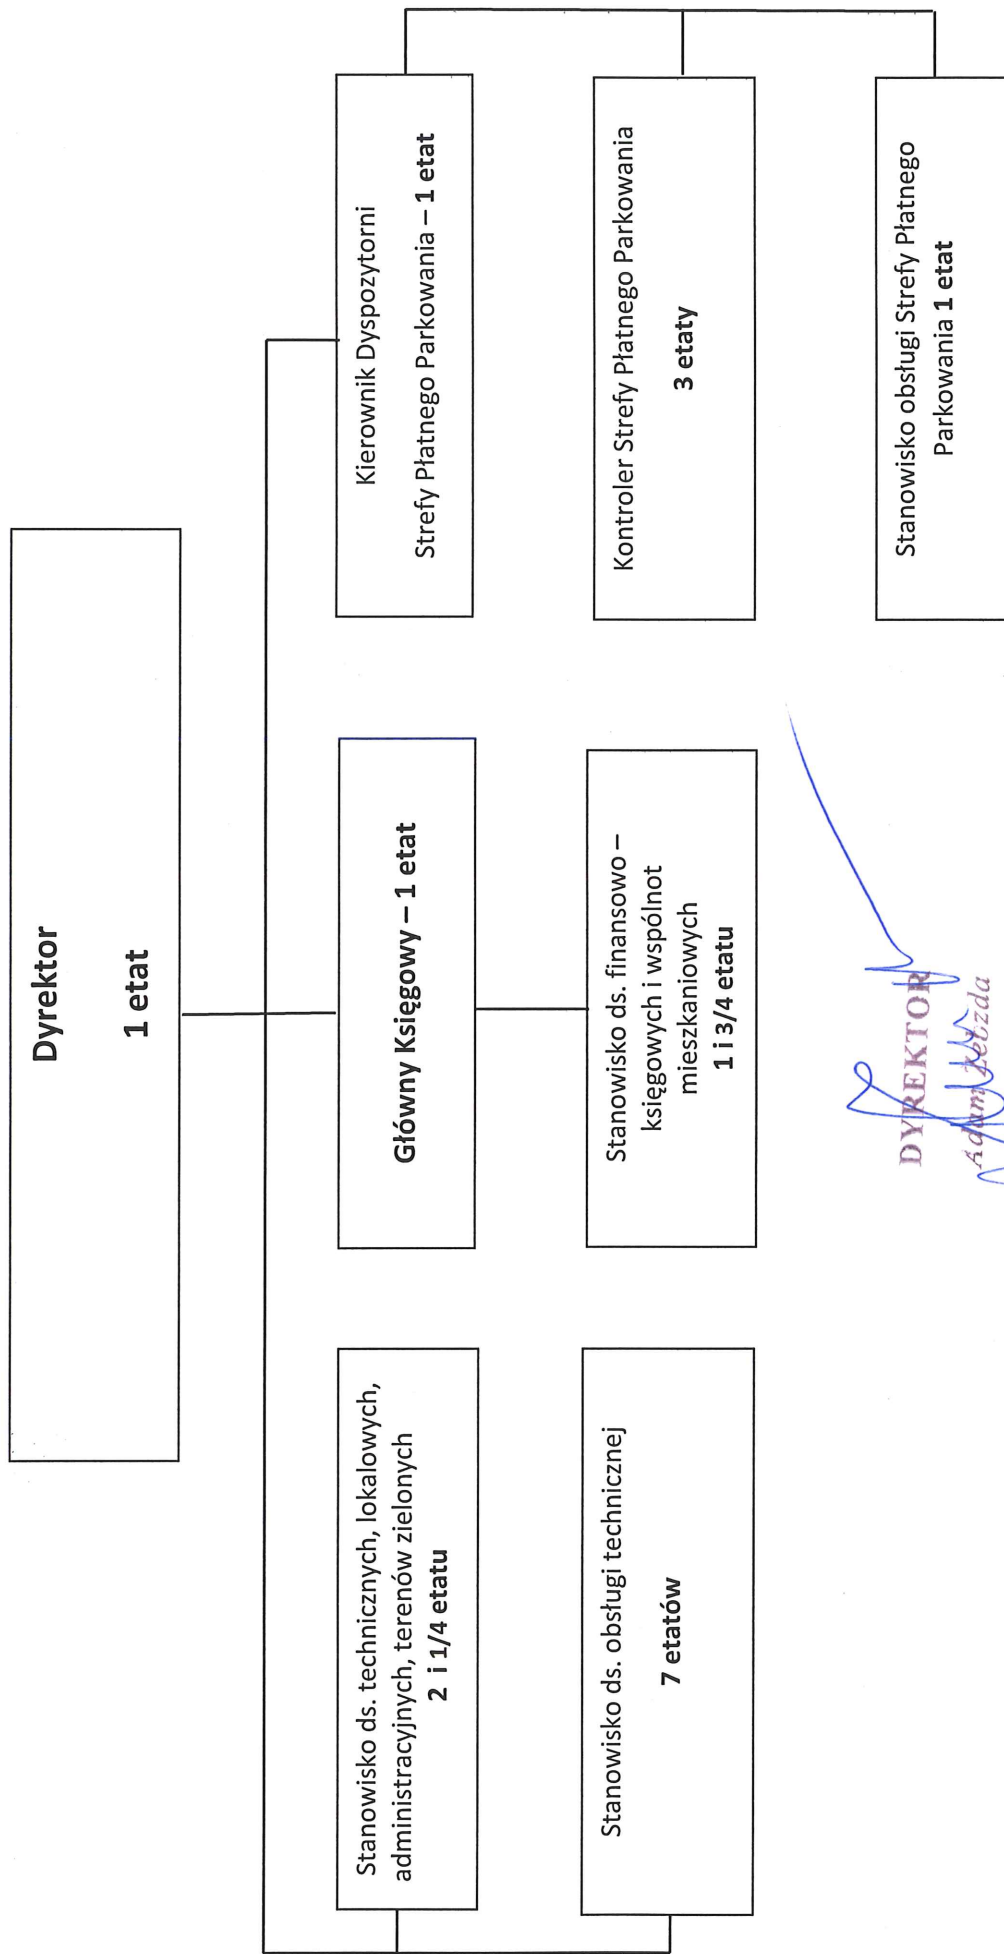 Dyrektor
1 etat
Stanowisko ds. technicznych, lokalowych,
administracyjnych, terenów zielonych
2 i 1/4 etatu
Stanowisko ds. obsługi technicznej
7 etatów
Główny Księgowy – 1 etat
Stanowisko ds. finansowo –
księgowych i wspólnot
mieszkaniowych
1 i 3/4 etatu
Kierownik Dyspozytorni
Strefy Płatnego Parkowania – 1 etat
Kontroler Strefy Płatnego Parkowania
3 etaty
Stanowisko obsługi Strefy Płatnego
Parkowania 1 etat
DYREKTOR
Adam